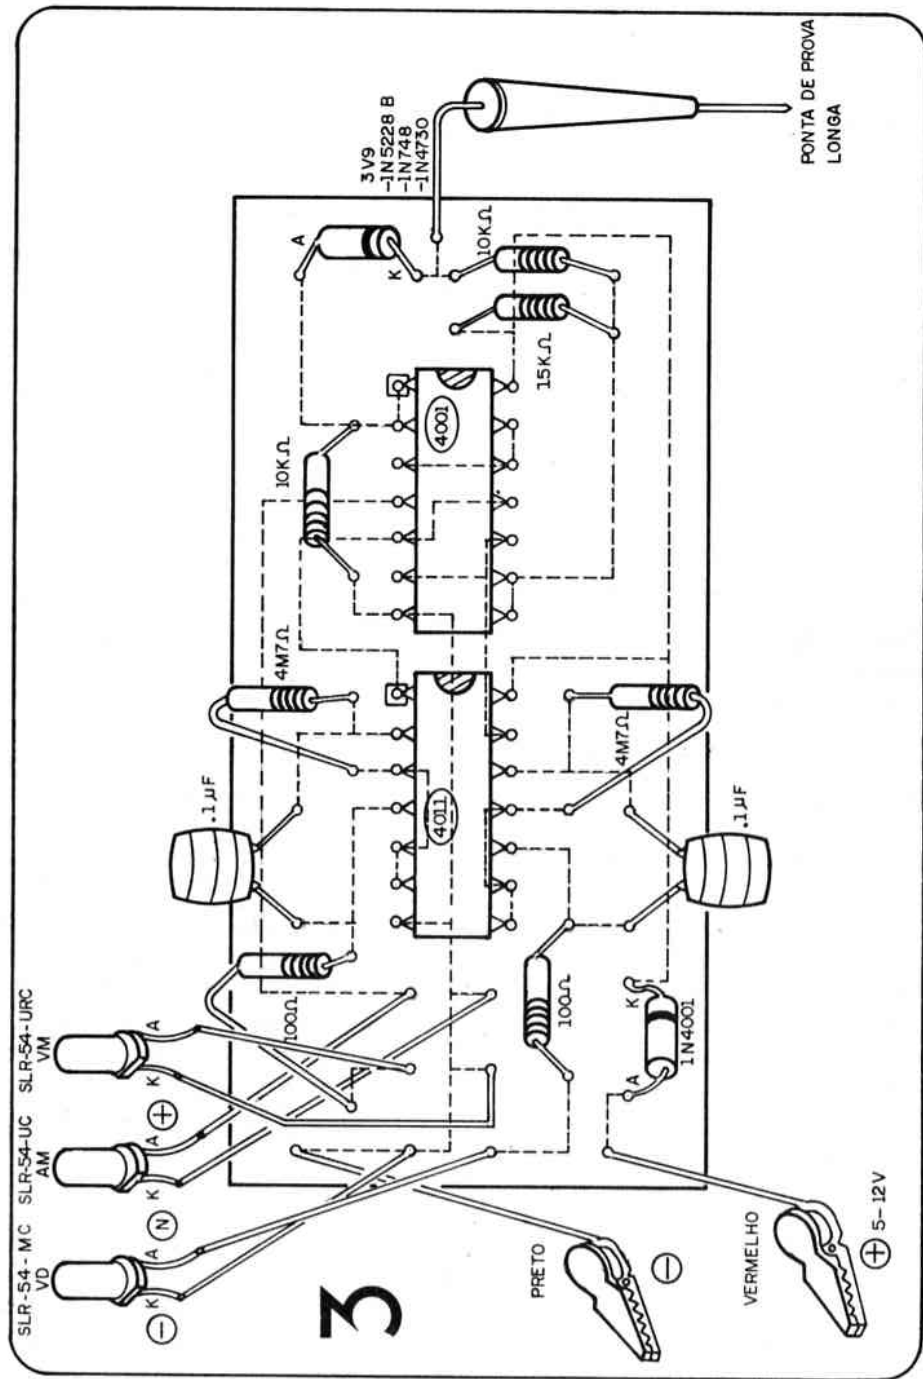 SLR-54-MC
VD
SLR-54-UC
AM
SLR-54-URC
VM
K
A
K
A
K
A
−
N
+
.1µF
4M7Ω
10KΩ
A
3V9
-1N5228 B
-1N748
-1N4730
K
10KΩ
15KΩ
100Ω
4011
4001
100Ω
4M7Ω
.1µF
A
K
1N4001
3
PRETO
−
VERMELHO
+ 5-12V
PONTA DE PROVA
LONGA